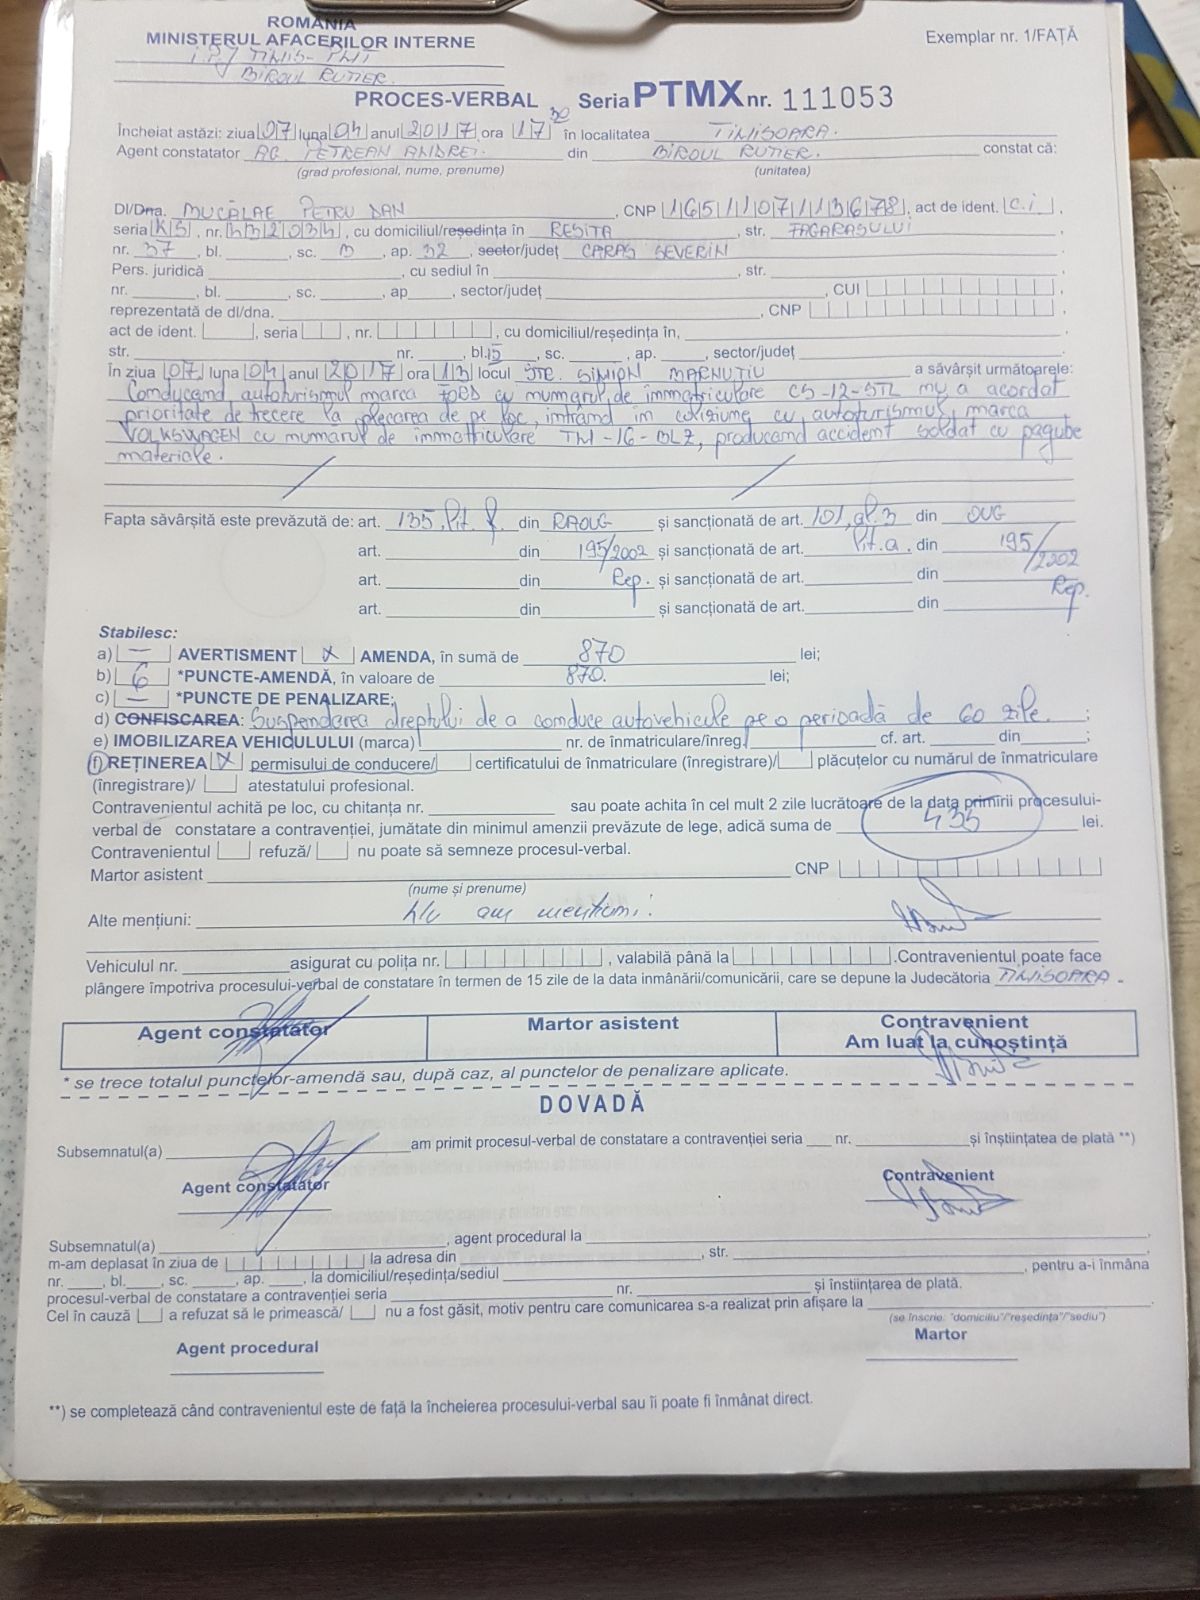 ROMÂNIA
MINISTERUL AFACERILOR INTERNE
Exemplar nr. 1/FAȚĂ
I.P.J TIMIS-
BIROUL RUTIER.
PROCES-VERBAL Seria PTMX nr. 111053
Încheiat astăzi: ziua 07 luna 04 anul 2017 ora 17 30 în localitatea TIMISOARA.
Agent constatator AG. PETREAN ANDREI. din BIROUL RUTIER. constat că:
(grad profesional, nume, prenume) (unitatea)
Dl/Dna. MUCALAE PETRU DAN, CNP 1651107113678, act de ident. C.i,
seria KS, nr. , cu domiciliul/reședința în RESITA, str. FAGARASULUI
nr. 37, bl. , sc. B, ap. 32, sector/județ CARAS SEVERIN
Pers. juridică , cu sediul în , str. ,
nr. , bl. , sc. , ap , sector/județ , CUI ,
reprezentată de dl/dna. , CNP ,
act de ident. , seria , nr. , cu domiciliul/reședința în,
str. nr. , bl. 15, sc. , ap. , sector/județ .
În ziua 07 luna 04 anul 2017 ora 13 locul STR. SIMION a săvârșit următoarele:
Conducand autoturismul marca FORD cu numarul de inmatriculare CS-12-STL nu a acordat
prioritate de trecere la plecarea de pe loc, intrând in coliziune cu autoturismul marca
VOLKSWAGEN cu numarul de înmatriculare TM-16-BLZ, producand accident soldat cu pagube
materiale.
Fapta săvârșită este prevăzută de: art. 135, lit. f. din RAOUG și sancționată de art. 101, al. 3 din OUG
art. din 195/2002 și sancționată de art. lit. a. din 195/2002
art. din Rep. și sancționată de art. din Rep.
art. din și sancționată de art. din
Stabilesc:
a) — AVERTISMENT X AMENDA, în sumă de 870 lei;
b) 6 *PUNCTE-AMENDĂ, în valoare de 870. lei;
c) — *PUNCTE DE PENALIZARE;
d) CONFISCAREA: Suspendarea dreptului de a conduce autovehicule pe o perioadă de 60 zile. ;
e) IMOBILIZAREA VEHICULULUI (marca) nr. de înmatriculare/înreg. cf. art. din ;
f) REȚINEREA X permisului de conducere/ certificatului de înmatriculare (înregistrare)/ plăcuțelor cu numărul de înmatriculare
(înregistrare)/ atestatului profesional.
Contravenientul achită pe loc, cu chitanța nr. sau poate achita în cel mult 2 zile lucrătoare de la data primirii procesului-
verbal de constatare a contravenției, jumătate din minimul amenzii prevăzute de lege, adică suma de 435 lei.
Contravenientul refuză/ nu poate să semneze procesul-verbal.
Martor asistent CNP
(nume și prenume)
Alte mențiuni: Nu am mentiuni.
Vehiculul nr. asigurat cu polița nr. , valabilă până la .Contravenientul poate face
plângere împotriva procesului-verbal de constatare în termen de 15 zile de la data inmânării/comunicării, care se depune la Judecătoria TIMISOARA.
Agent constatator
Martor asistent
Contravenient
Am luat la cunoștință
* se trece totalul punctelor-amendă sau, după caz, al punctelor de penalizare aplicate.
DOVADĂ
Subsemnatul(a) am primit procesul-verbal de constatare a contravenției seria nr. și înștiințatea de plată **)
Agent constatator Contravenient
Subsemnatul(a) , agent procedural la ,
m-am deplasat în ziua de la adresa din , str. ,
nr. , bl. , sc. , ap. , la domiciliul/reședința/sediul , pentru a-i înmâna
procesul-verbal de constatare a contravenției seria nr. și înstiințarea de plată.
Cel în cauză a refuzat să le primească/ nu a fost găsit, motiv pentru care comunicarea s-a realizat prin afișare la .
(se înscrie: "domiciliu"/"reședința"/"sediu")
Agent procedural Martor
**) se completează când contravenientul este de față la încheierea procesului-verbal sau îi poate fi înmânat direct.